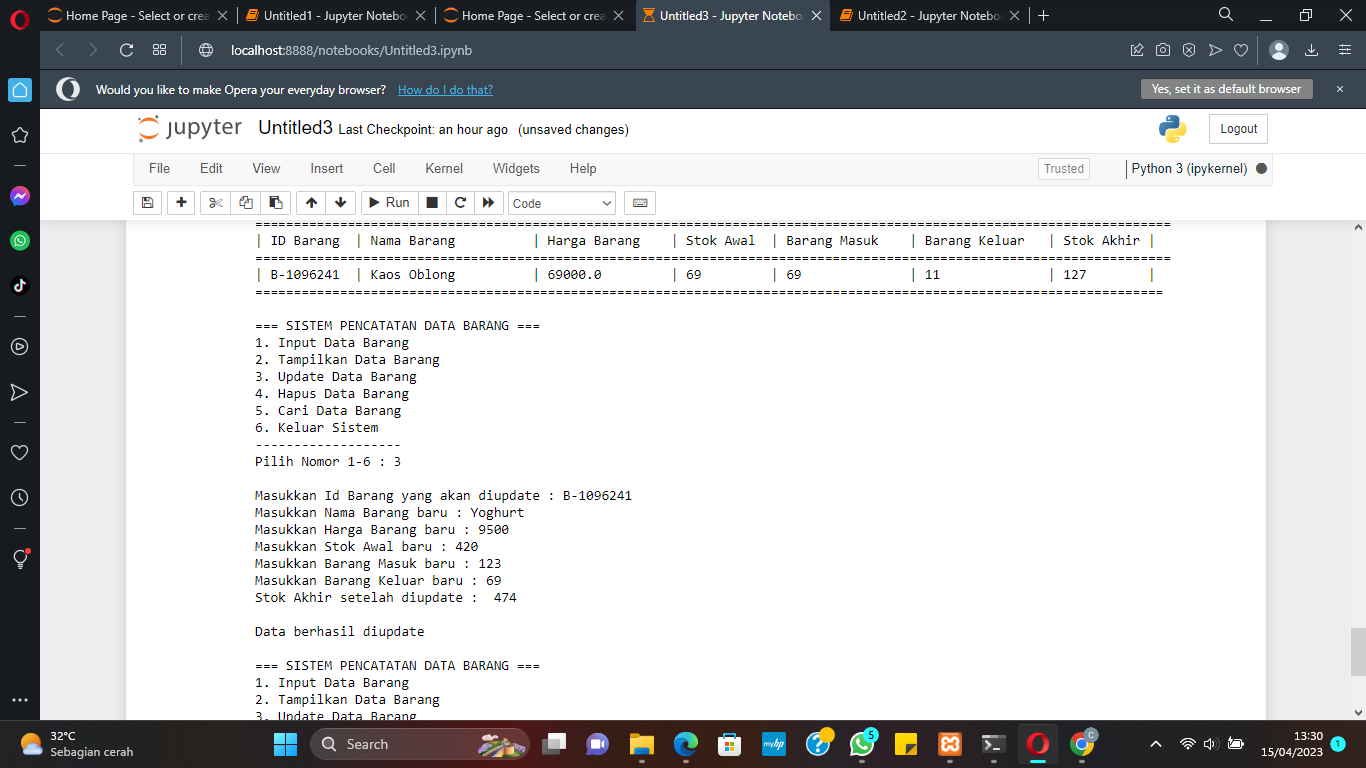 Home Page - Select or crea
Untitled1 - Jupyter Notebo
Home Page - Select or crea
Untitled3 - Jupyter Notebo
Untitled2 - Jupyter Notebo
localhost:8888/notebooks/Untitled3.ipynb
Would you like to make Opera your everyday browser? How do I do that?
Yes, set it as default browser
jupyter Untitled3 Last Checkpoint: an hour ago (unsaved changes)
Logout
File Edit View Insert Cell Kernel Widgets Help
Trusted
Python 3 (ipykernel)
Run
Code
| ID Barang | Nama Barang | Harga Barang | Stok Awal | Barang Masuk | Barang Keluar | Stok Akhir |
| B-1096241 | Kaos Oblong | 69000.0 | 69 | 69 | 11 | 127 |
=== SISTEM PENCATATAN DATA BARANG ===
1. Input Data Barang
2. Tampilkan Data Barang
3. Update Data Barang
4. Hapus Data Barang
5. Cari Data Barang
6. Keluar Sistem
-------------------
Pilih Nomor 1-6 : 3
Masukkan Id Barang yang akan diupdate : B-1096241
Masukkan Nama Barang baru : Yoghurt
Masukkan Harga Barang baru : 9500
Masukkan Stok Awal baru : 420
Masukkan Barang Masuk baru : 123
Masukkan Barang Keluar baru : 69
Stok Akhir setelah diupdate :  474
Data berhasil diupdate
=== SISTEM PENCATATAN DATA BARANG ===
1. Input Data Barang
2. Tampilkan Data Barang
3. Update Data Barang
32°C
Sebagian cerah
Search
myhp
5
C
13:30
15/04/2023
1